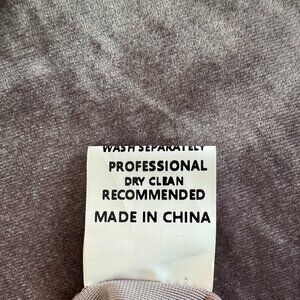 WASH SEPARATELY
PROFESSIONAL
DRY CLEAN
RECOMMENDED
MADE IN CHINA